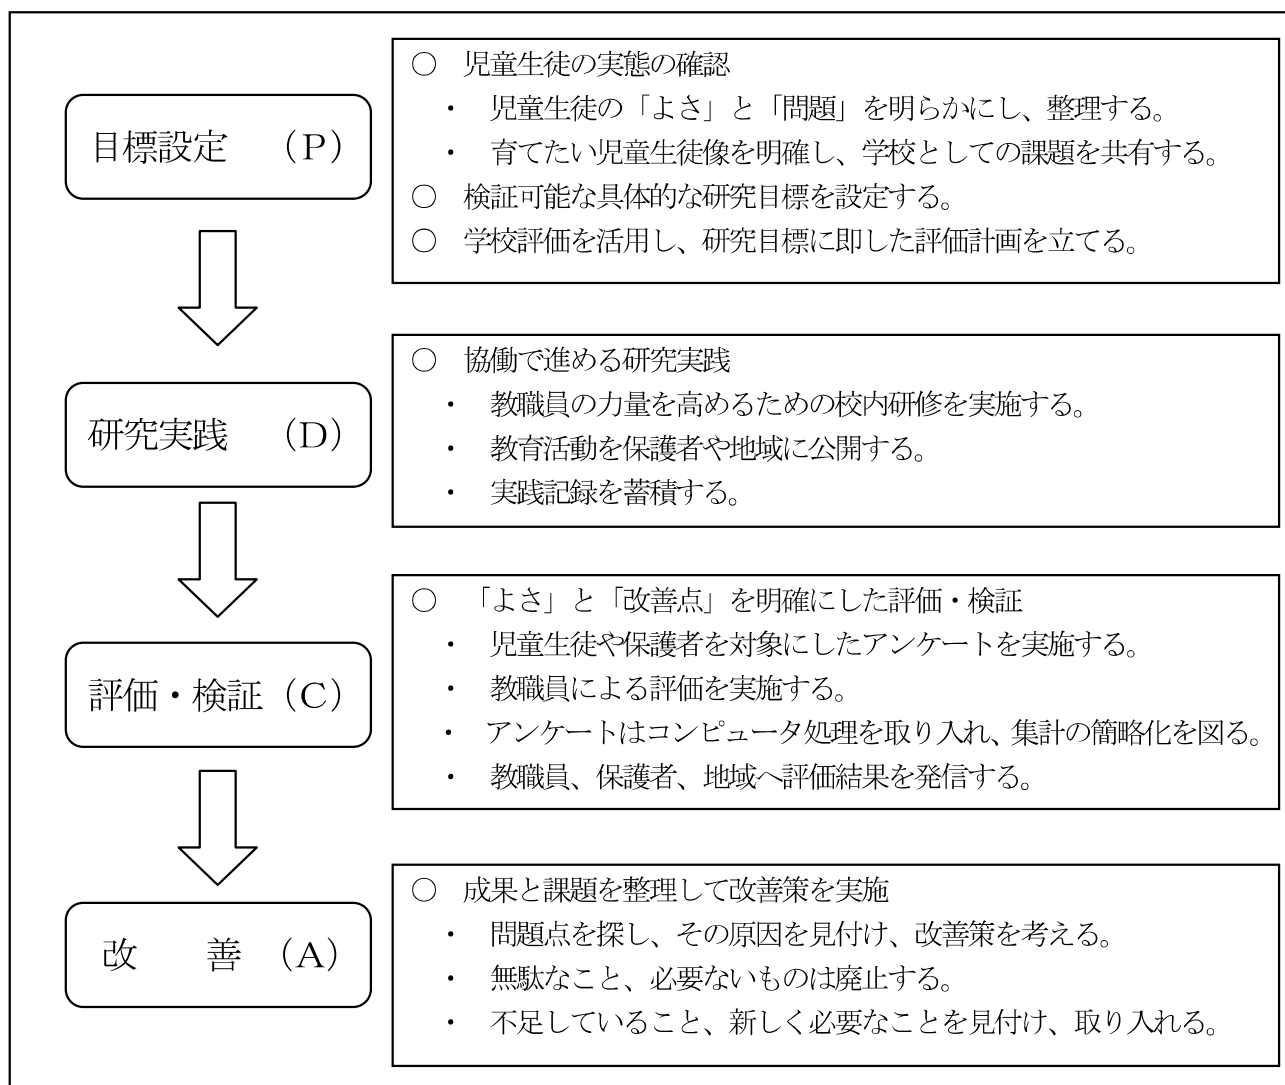 目標設定　（P）
○　児童生徒の実態の確認
・　児童生徒の「よさ」と「問題」を明らかにし、整理する。
・　育てたい児童生徒像を明確し、学校としての課題を共有する。
○　検証可能な具体的な研究目標を設定する。
○　学校評価を活用し、研究目標に即した評価計画を立てる。
研究実践　（D）
○　協働で進める研究実践
・　教職員の力量を高めるための校内研修を実施する。
・　教育活動を保護者や地域に公開する。
・　実践記録を蓄積する。
評価・検証（C）
○　「よさ」と「改善点」を明確にした評価・検証
・　児童生徒や保護者を対象にしたアンケートを実施する。
・　教職員による評価を実施する。
・　アンケートはコンピュータ処理を取り入れ、集計の簡略化を図る。
・　教職員、保護者、地域へ評価結果を発信する。
改　　善　（A）
○　成果と課題を整理して改善策を実施
・　問題点を探し、その原因を見付け、改善策を考える。
・　無駄なこと、必要ないものは廃止する。
・　不足していること、新しく必要なことを見付け、取り入れる。